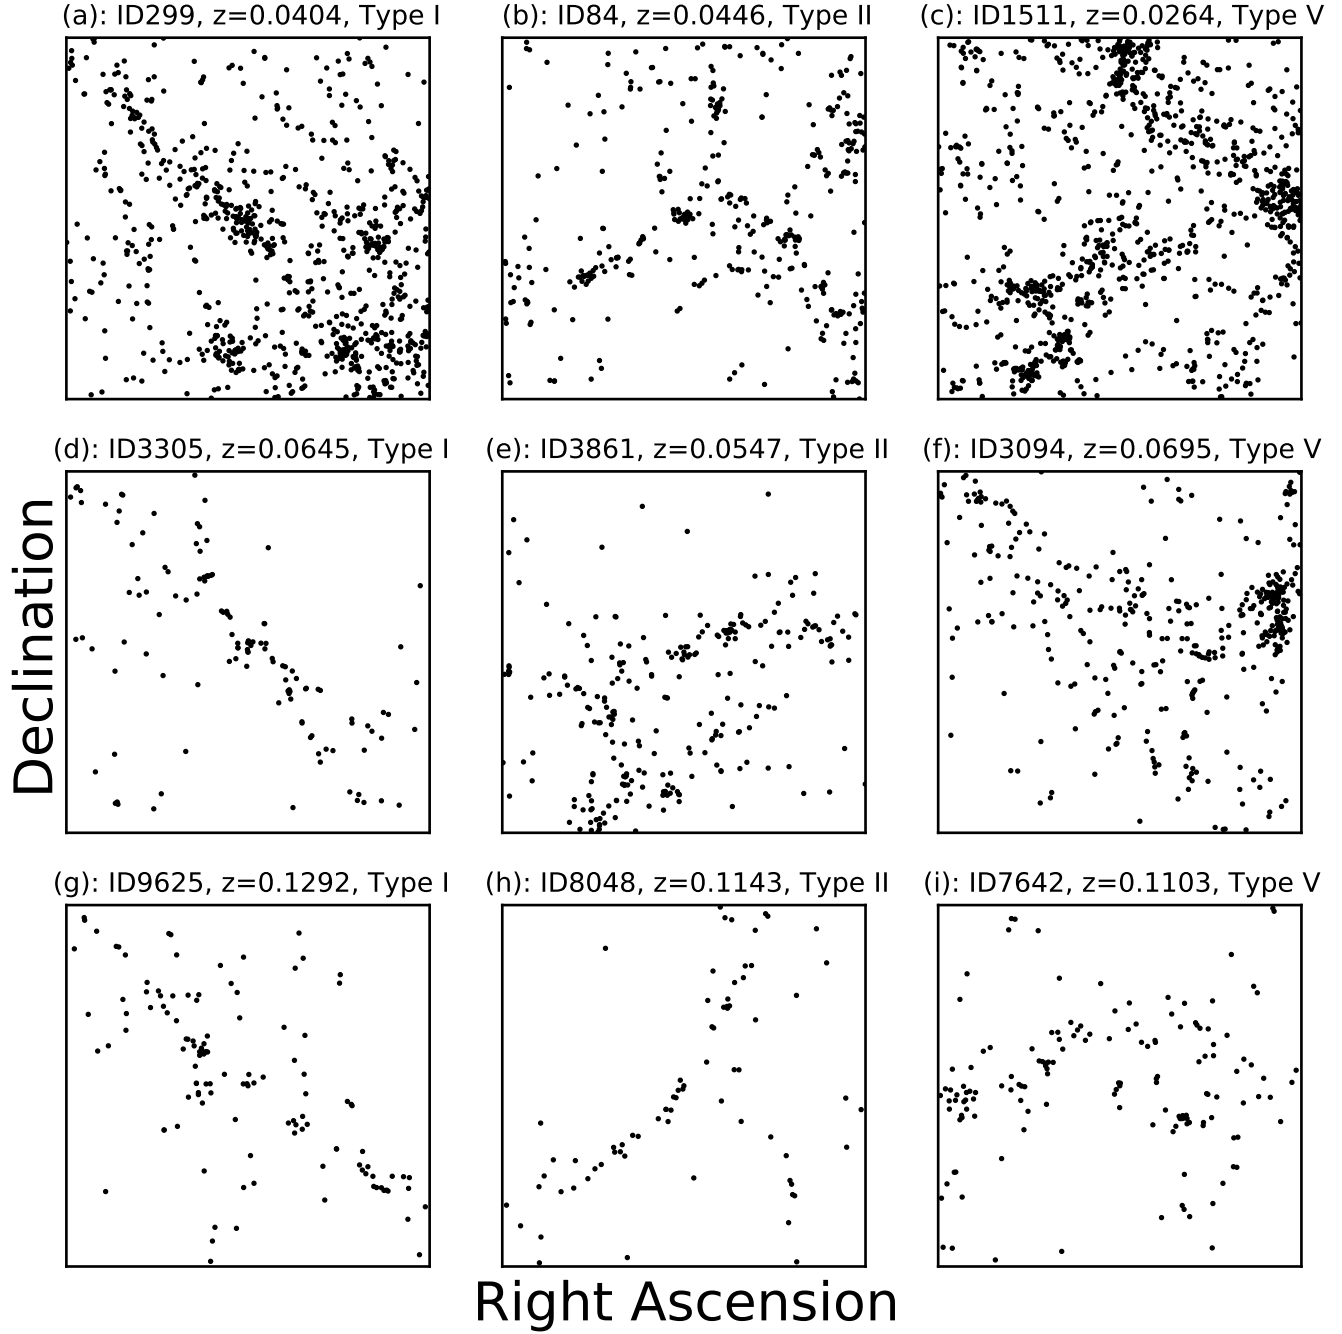 (a): ID299, z=0.0404, Type I
(b): ID84, z=0.0446, Type II
(c): ID1511, z=0.0264, Type V
(d): ID3305, z=0.0645, Type I
(e): ID3861, z=0.0547, Type II
(f): ID3094, z=0.0695, Type V
Declination
(g): ID9625, z=0.1292, Type I
(h): ID8048, z=0.1143, Type II
(i): ID7642, z=0.1103, Type V
Right Ascension